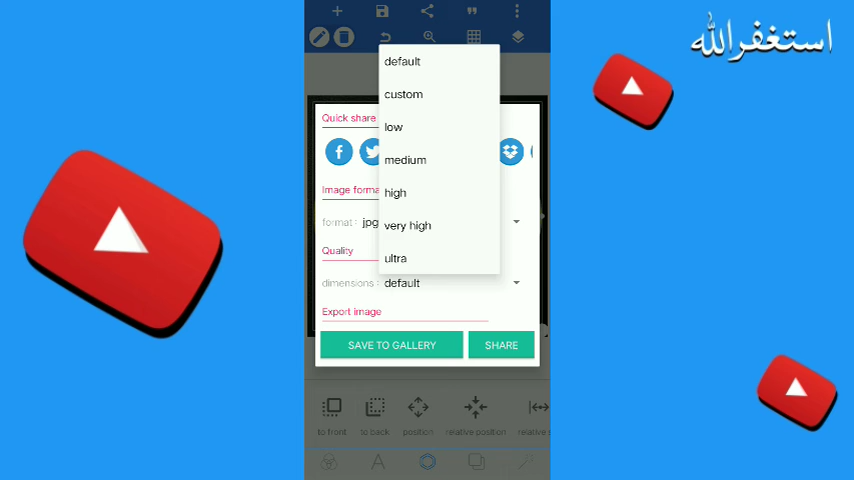 استغفرالله
default
custom
Quick share
low
medium
Image forma
high
format : jpg
very high
Quality
ultra
dimensions : default
Export image
SAVE TO GALLERY
SHARE
to front
to back
position
relative position
relative s